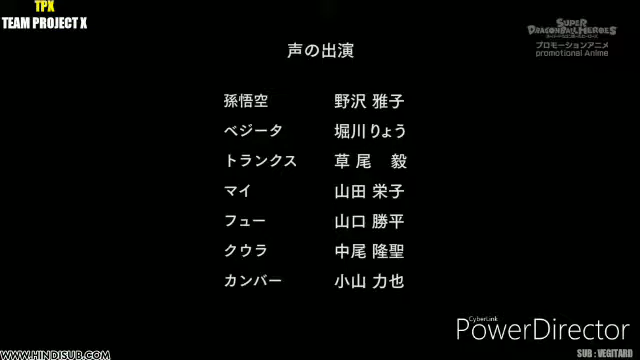 TPX
TEAM PROJECT X
SUPER
DRAGONBALL HEROES
プロモーションアニメ
promotional Anime
声の出演
孫悟空 野沢 雅子
ベジータ 堀川りょう
トランクス 草尾 毅
マイ 山田 栄子
フュー 山口 勝平
クウラ 中尾 隆聖
カンバー 小山 力也
CyberLink
PowerDirector
WWW.HINDISUB.COM
SUB : VEGITARD